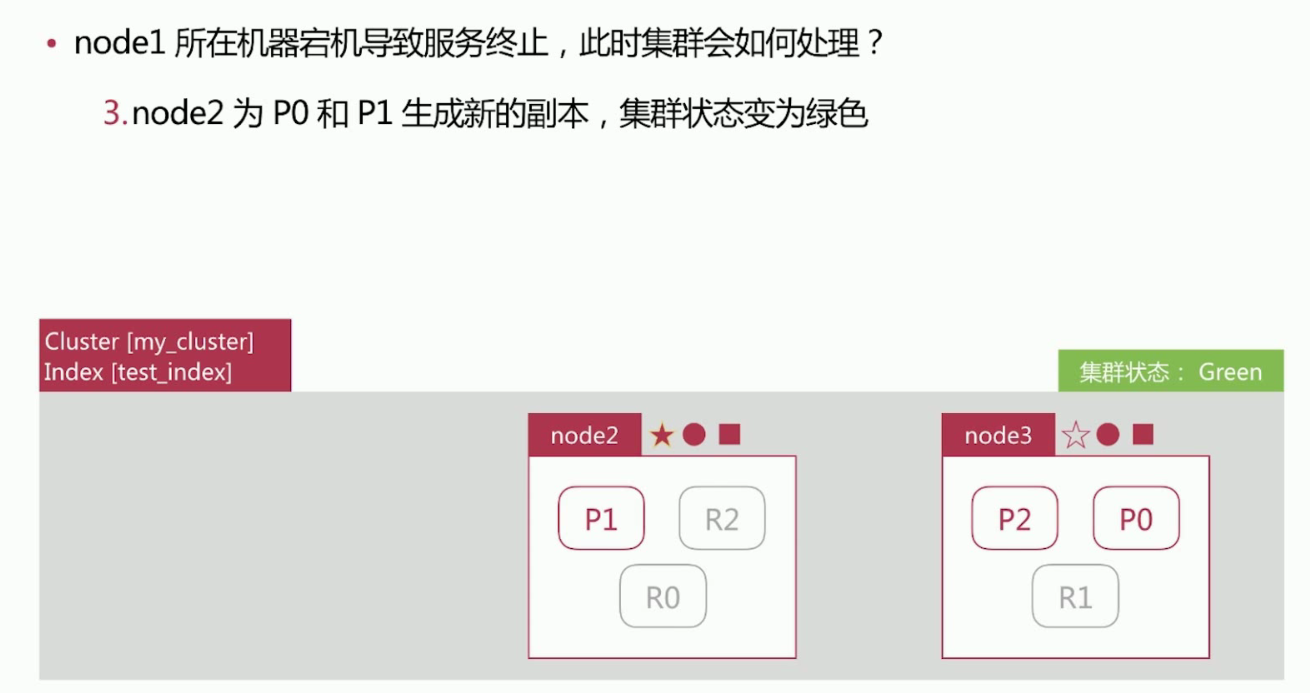 • node1 所在机器宕机导致服务终止，此时集群会如何处理？
3.node2 为 P0 和 P1 生成新的副本，集群状态变为绿色
Cluster [my_cluster]
Index [test_index]
集群状态： Green
node2
node3
P1
R2
P2
P0
R0
R1